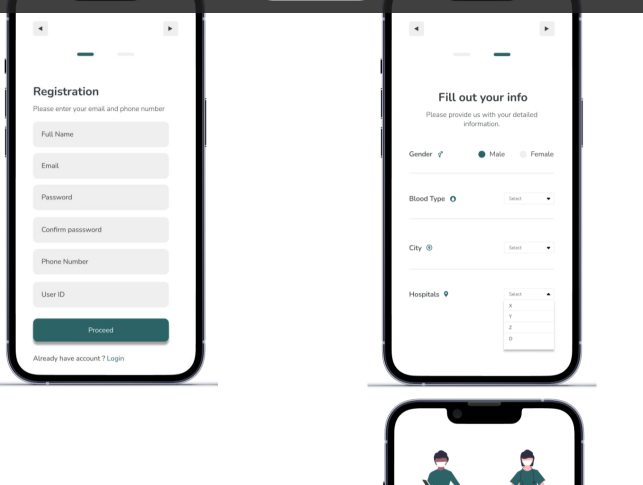 Registration
Please enter your email and phone number
Full Name
Email
Password
Confirm passsword
Phone Number
User ID
Proceed
Already have account ? Login
Fill out your info
Please provide us with your detailed
information.
Gender Male Female
Blood Type Select
City Select
Hospitals Select
X
Y
Z
D